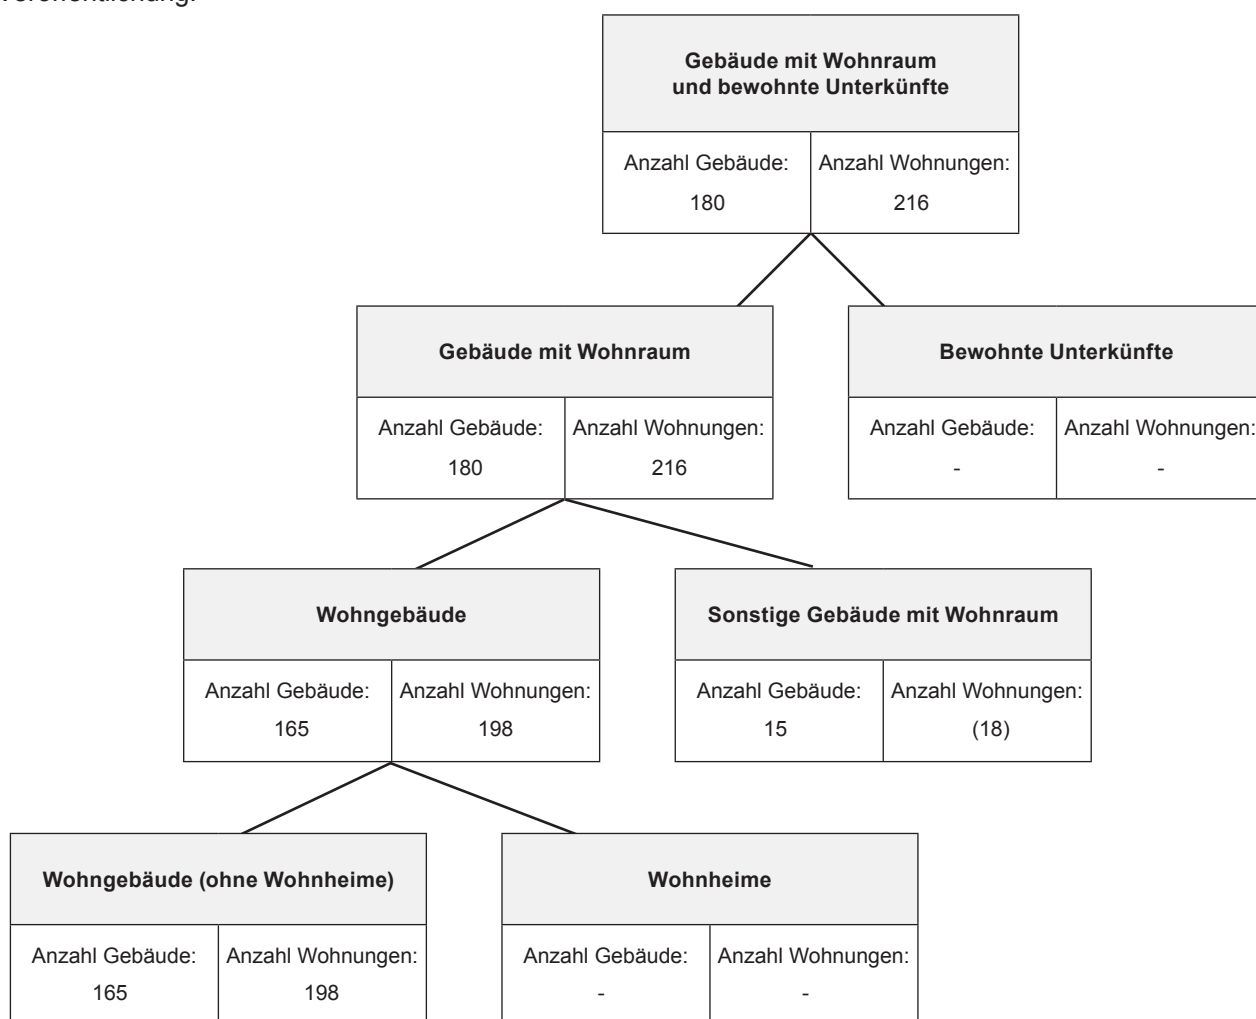 Veröffentlichung.
Gebäude mit Wohnraum
und bewohnte Unterkünfte
Anzahl Gebäude: Anzahl Wohnungen:
180 216
Gebäude mit Wohnraum
Anzahl Gebäude: Anzahl Wohnungen:
180 216
Bewohnte Unterkünfte
Anzahl Gebäude: Anzahl Wohnungen:
- -
Wohngebäude
Anzahl Gebäude: Anzahl Wohnungen:
165 198
Sonstige Gebäude mit Wohnraum
Anzahl Gebäude: Anzahl Wohnungen:
15 (18)
Wohngebäude (ohne Wohnheime)
Anzahl Gebäude: Anzahl Wohnungen:
165 198
Wohnheime
Anzahl Gebäude: Anzahl Wohnungen:
- -